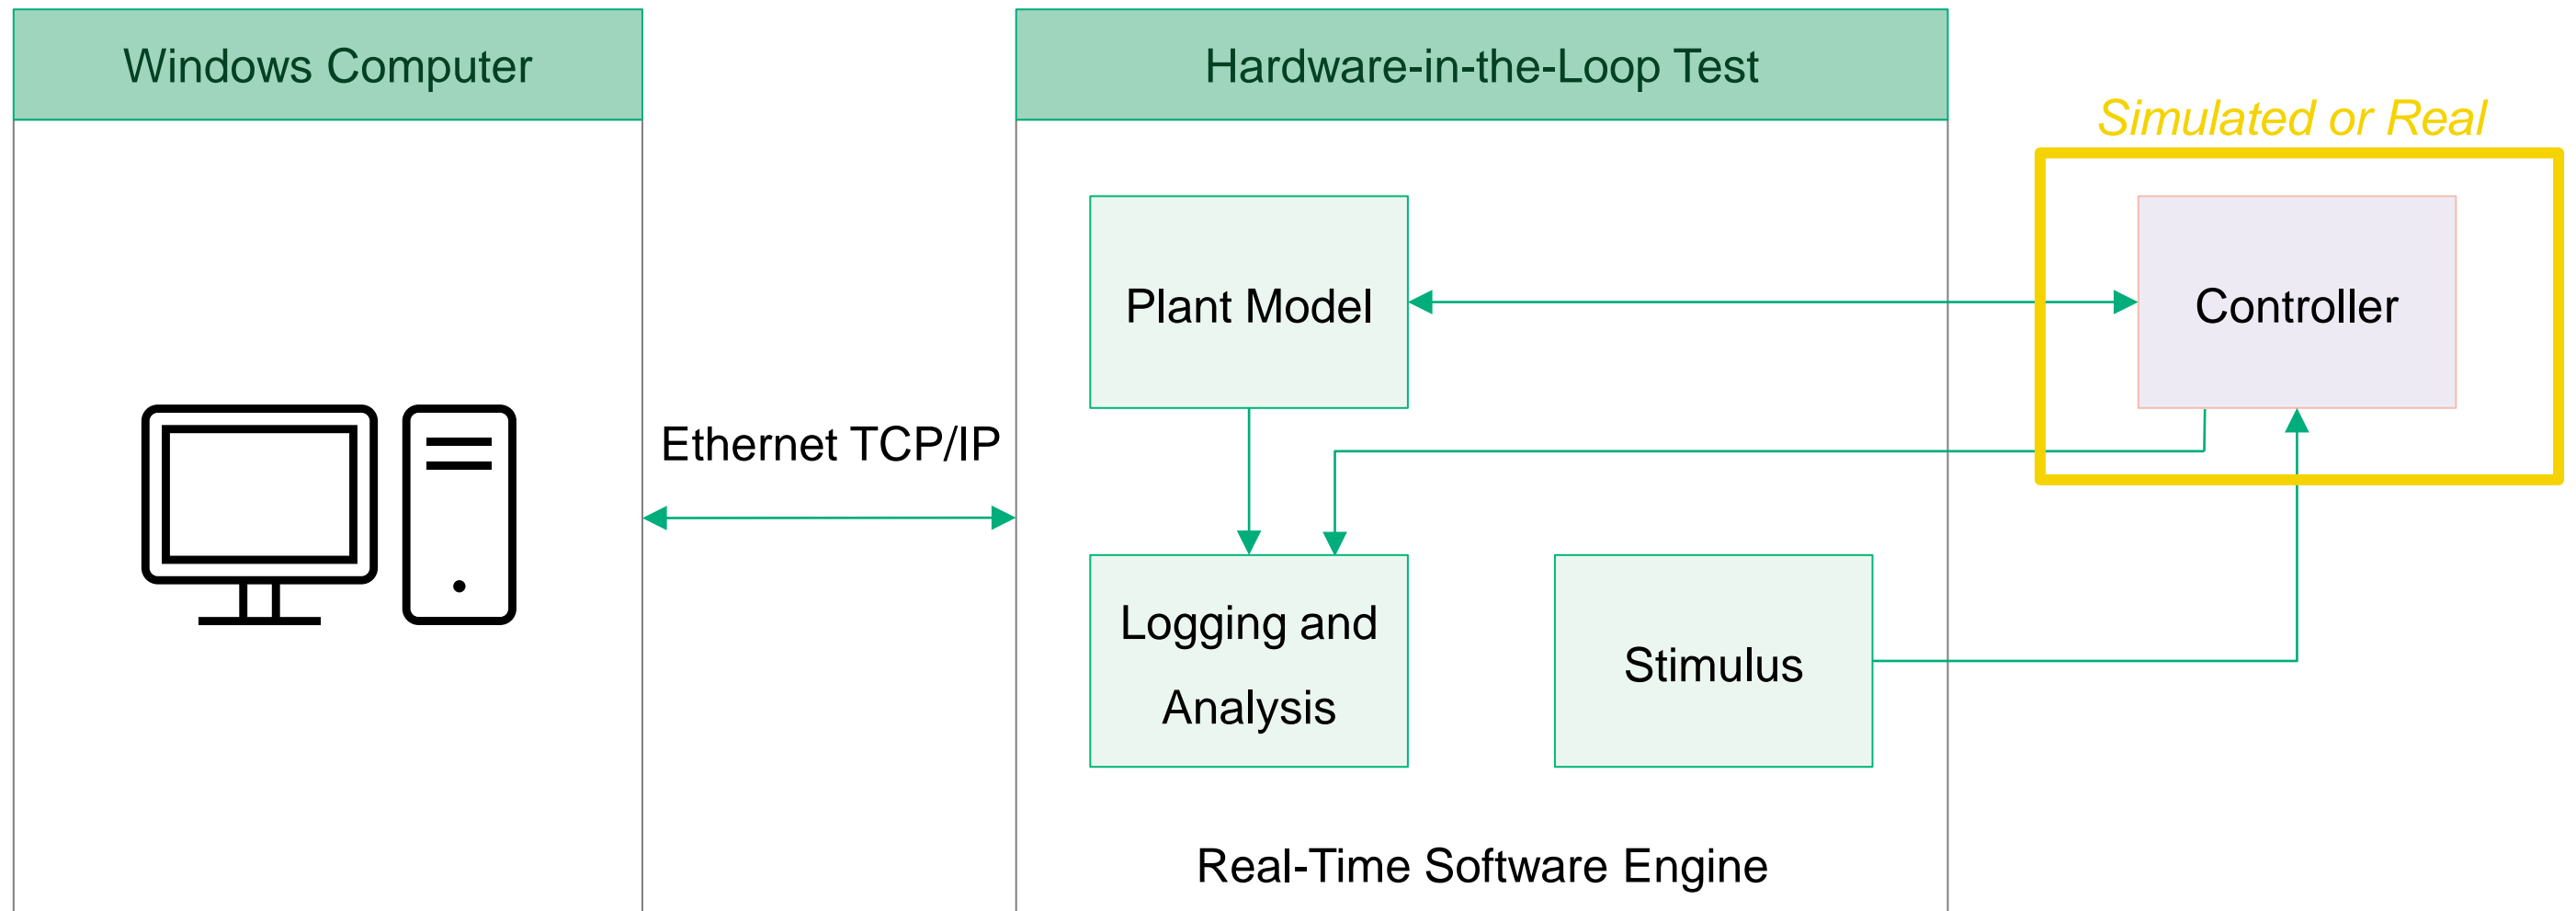 Windows Computer
Hardware-in-the-Loop Test
Simulated or Real
Plant Model
Controller
Ethernet TCP/IP
Logging and
Analysis
Stimulus
Real-Time Software Engine